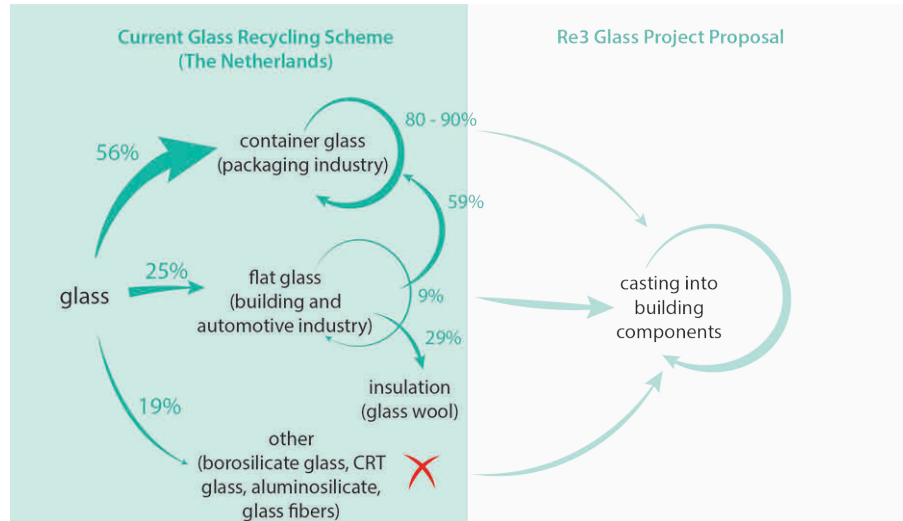 Current Glass Recycling Scheme
(The Netherlands)
Re3 Glass Project Proposal
80 - 90%
container glass
(packaging industry)
56%
59%
25%
flat glass
(building and
automotive industry)
glass
9%
casting into
building
components
29%
insulation
(glass wool)
19%
other
(borosilicate glass, CRT
glass, aluminosilicate,
glass fibers)